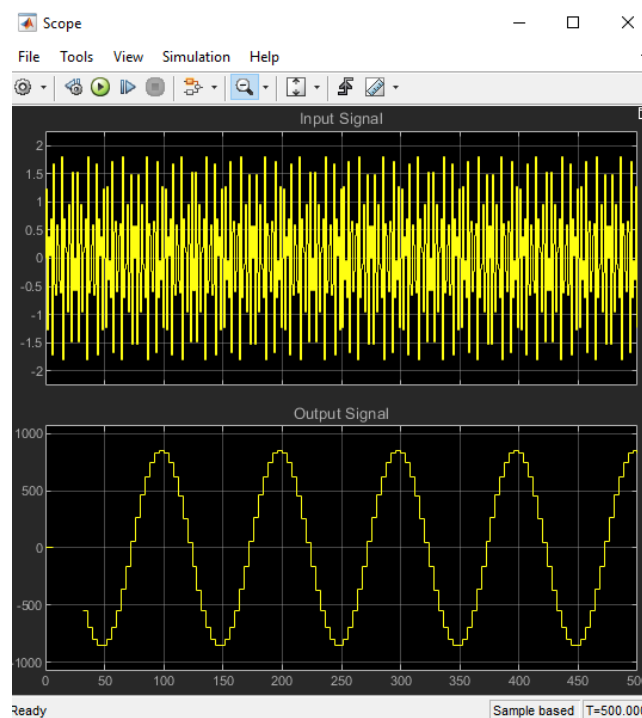 Scope
File Tools View Simulation Help
Input Signal
2
1.5
1
0.5
0
-0.5
-1
-1.5
-2
Output Signal
1000
500
0
-500
-1000
0 50 100 150 200 250 300 350 400 450 500
Ready Sample based T=500.000